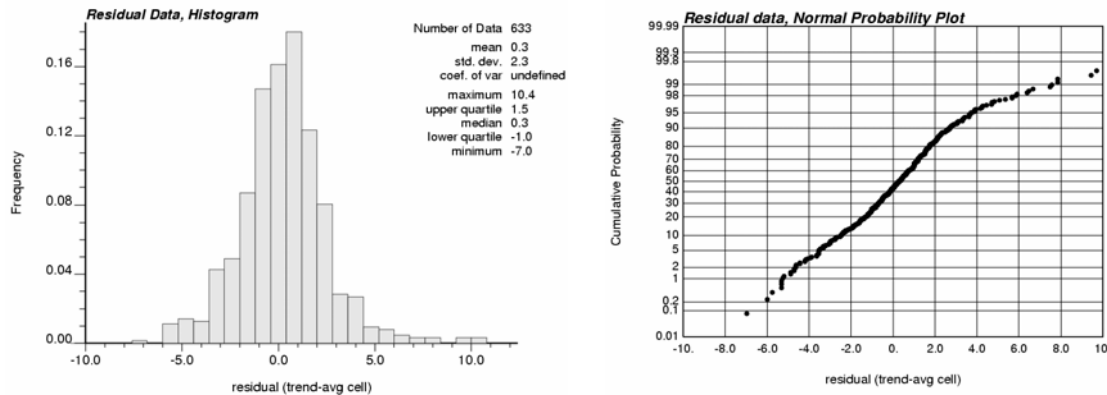 Residual Data, Histogram
Number of Data 633
mean 0.3
std. dev. 2.3
coef. of var undefined
maximum 10.4
upper quartile 1.5
median 0.3
lower quartile -1.0
minimum -7.0
Frequency
0.16
0.12
0.08
0.04
0.00
-10.0 -5.0 0.0 5.0 10.0
residual (trend-avg cell)
Residual data, Normal Probability Plot
Cumulative Probability
99.99
99.9
99.8
99
98
95
90
80
70
60
50
40
30
20
10
5
2
1
0.2
0.1
0.01
-10. -8.0 -6.0 -4.0 -2.0 0. 2.0 4.0 6.0 8.0 10
residual (trend-avg cell)